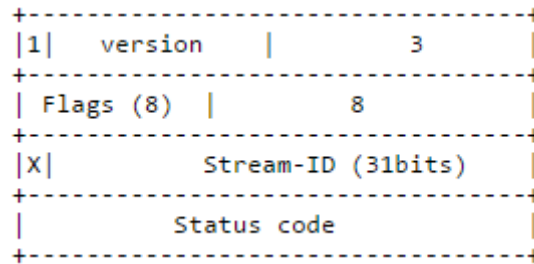 +----------------------------------+
|1|   version    |         3       |
+----------------------------------+
| Flags (8)  |         8           |
+----------------------------------+
|X|          Stream-ID (31bits)    |
+----------------------------------+
|          Status code             |
+----------------------------------+